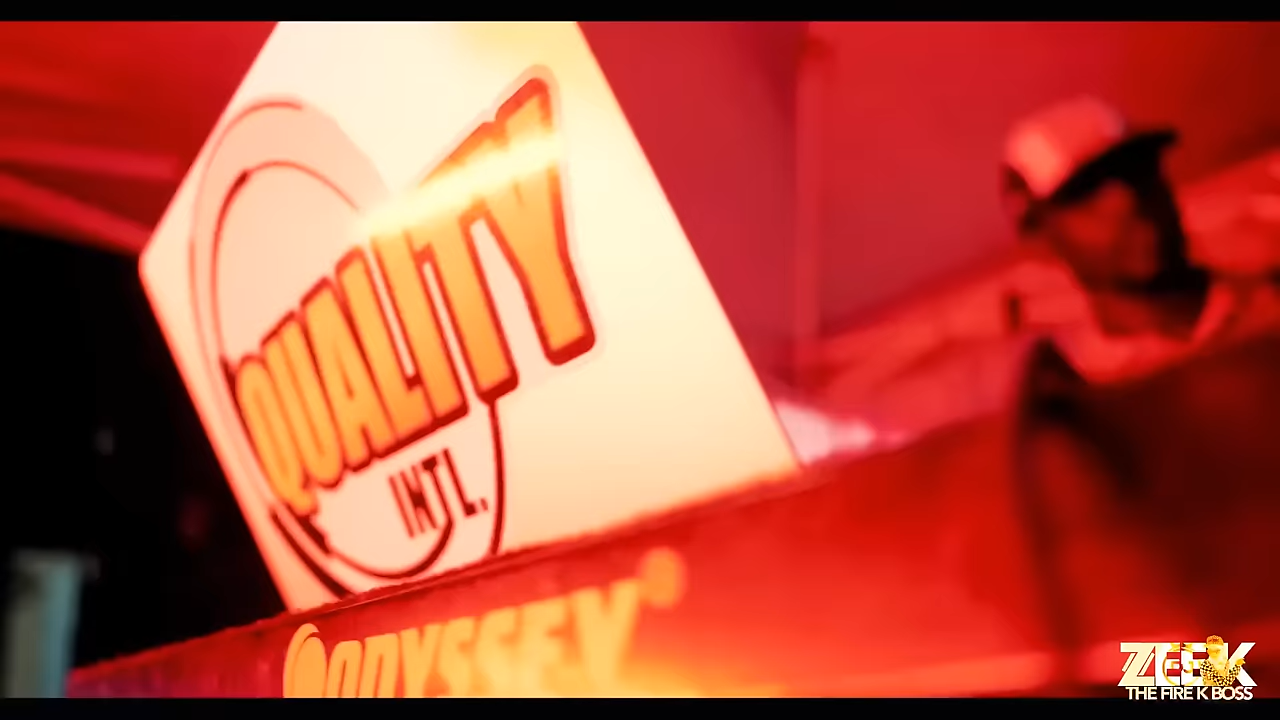 QUALITY
INTL.
ODYSSEY
ZEEK
THE FIRE K BOSS